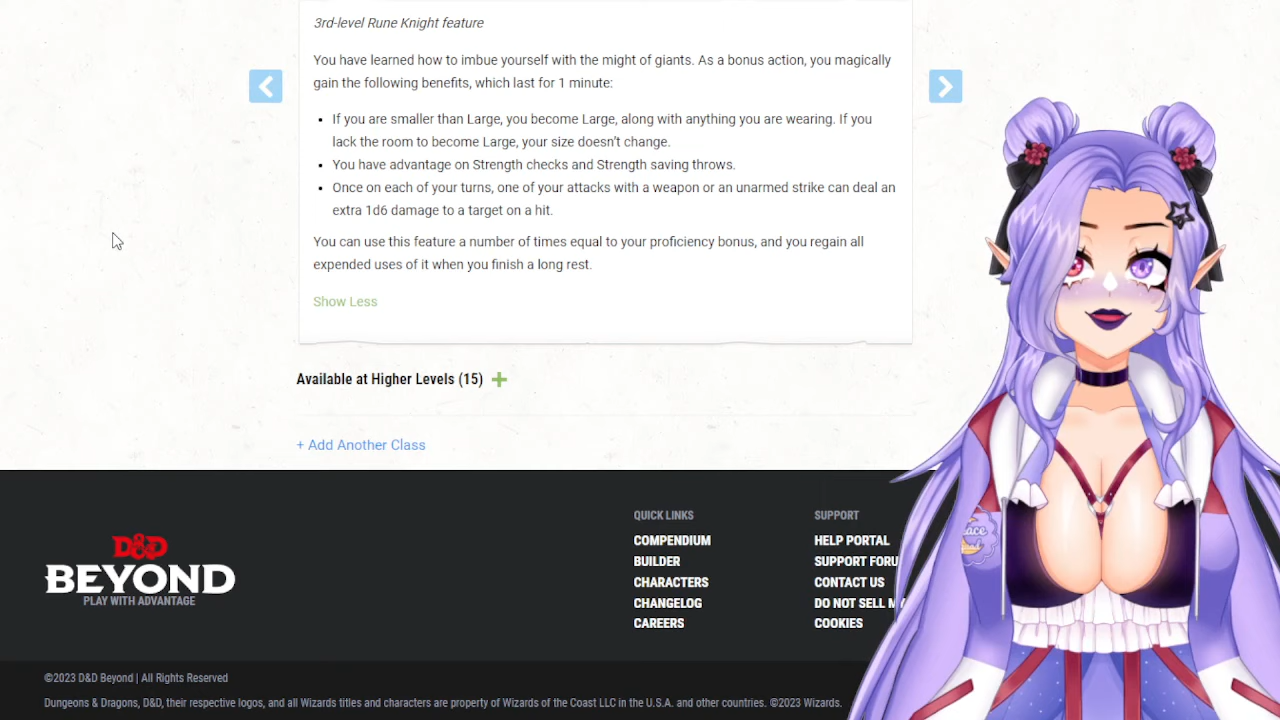 3rd-level Rune Knight feature
You have learned how to imbue yourself with the might of giants. As a bonus action, you magically
gain the following benefits, which last for 1 minute:
• If you are smaller than Large, you become Large, along with anything you are wearing. If you
lack the room to become Large, your size doesn’t change.
• You have advantage on Strength checks and Strength saving throws.
• Once on each of your turns, one of your attacks with a weapon or an unarmed strike can deal an
extra 1d6 damage to a target on a hit.
You can use this feature a number of times equal to your proficiency bonus, and you regain all
expended uses of it when you finish a long rest.
Show Less
Available at Higher Levels (15) +
+ Add Another Class
D&D
BEYOND
PLAY WITH ADVANTAGE
QUICK LINKS
COMPENDIUM
BUILDER
CHARACTERS
CHANGELOG
CAREERS
SUPPORT
HELP PORTAL
SUPPORT FORU
CONTACT US
DO NOT SELL
COOKIES
©2023 D&D Beyond | All Rights Reserved
Dungeons & Dragons, D&D, their respective logos, and all Wizards titles and characters are property of Wizards of the Coast LLC in the U.S.A. and other countries. ©2023 Wizards.